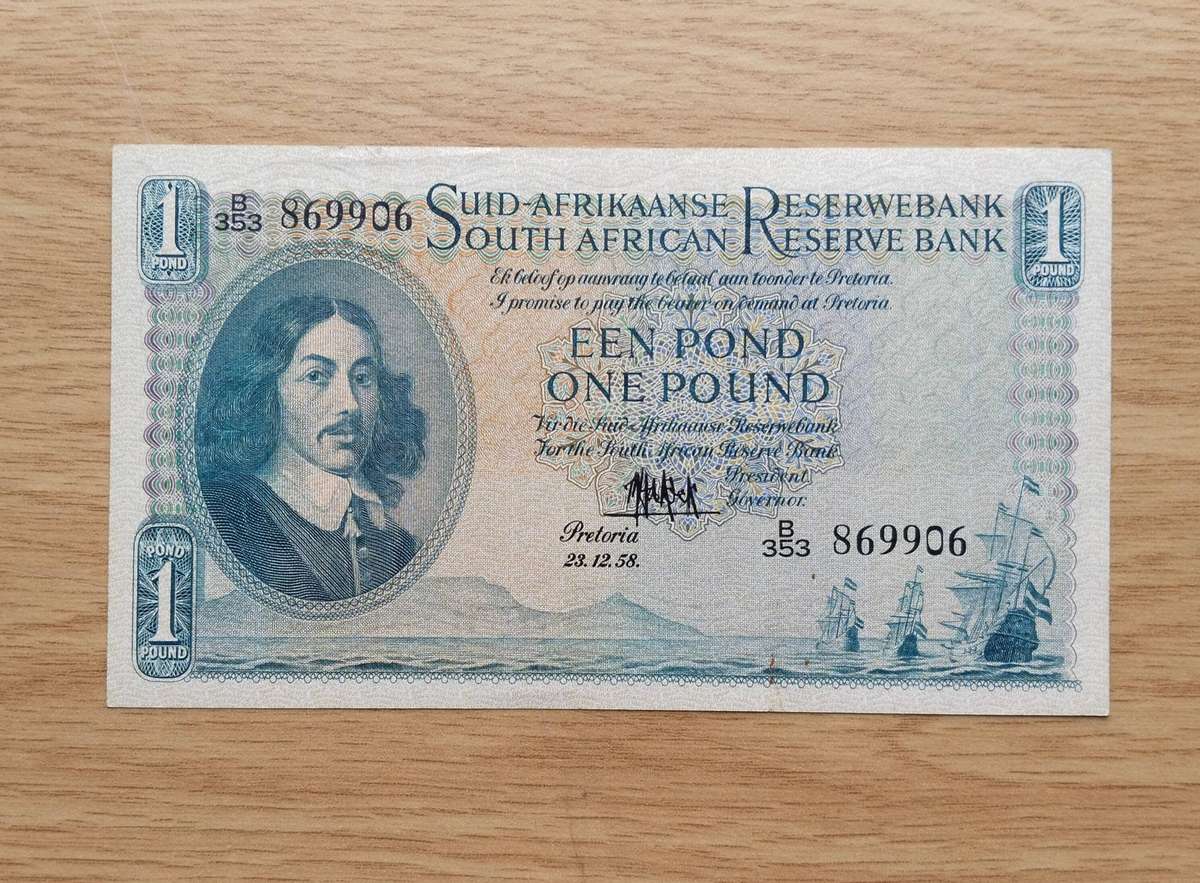 1
POND
B
353 869906
SUID-AFRIKAANSE RESERWEBANK
SOUTH AFRICAN RESERVE BANK
1
POUND
Ek beloof op aanvraag te betaal aan toonder te Pretoria.
I promise to pay the bearer on demand at Pretoria.
EEN POND
ONE POUND
Vir die Suid-Afrikaanse Reserwebank
For the South African Reserve Bank
President.
Governor.
Pretoria
23.12.58.
B
353 869906
POND
1
POUND